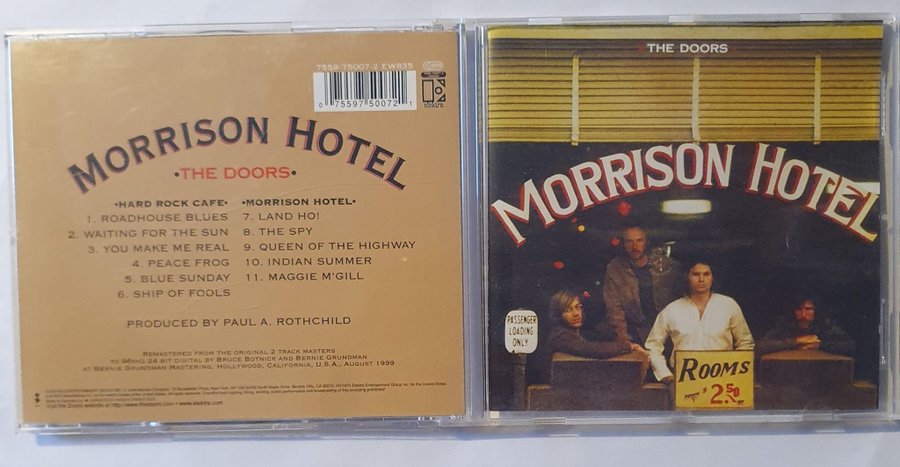 7559-75007-2 EW835
0 75597 50072 1
elektra
MORRISON HOTEL
•THE DOORS•
•HARD ROCK CAFE•
1. ROADHOUSE BLUES
2. WAITING FOR THE SUN
3. YOU MAKE ME REAL
4. PEACE FROG
5. BLUE SUNDAY
6. SHIP OF FOOLS
•MORRISON HOTEL•
7. LAND HO!
8. THE SPY
9. QUEEN OF THE HIGHWAY
10. INDIAN SUMMER
11. MAGGIE M'GILL
PRODUCED BY PAUL A. ROTHCHILD
REMASTERED FROM THE ORIGINAL 2 TRACK MASTERS
TO 96KHZ 24 BIT DIGITAL BY BRUCE BOTNICK AND BERNIE GRUNDMAN
AT BERNIE GRUNDMAN MASTERING, HOLLYWOOD, CALIFORNIA, U.S.A., AUGUST 1999
THE DOORS
MORRISON HOTEL
PASSENGER
LOADING
ONLY
ROOMS
FROM $ 2.50